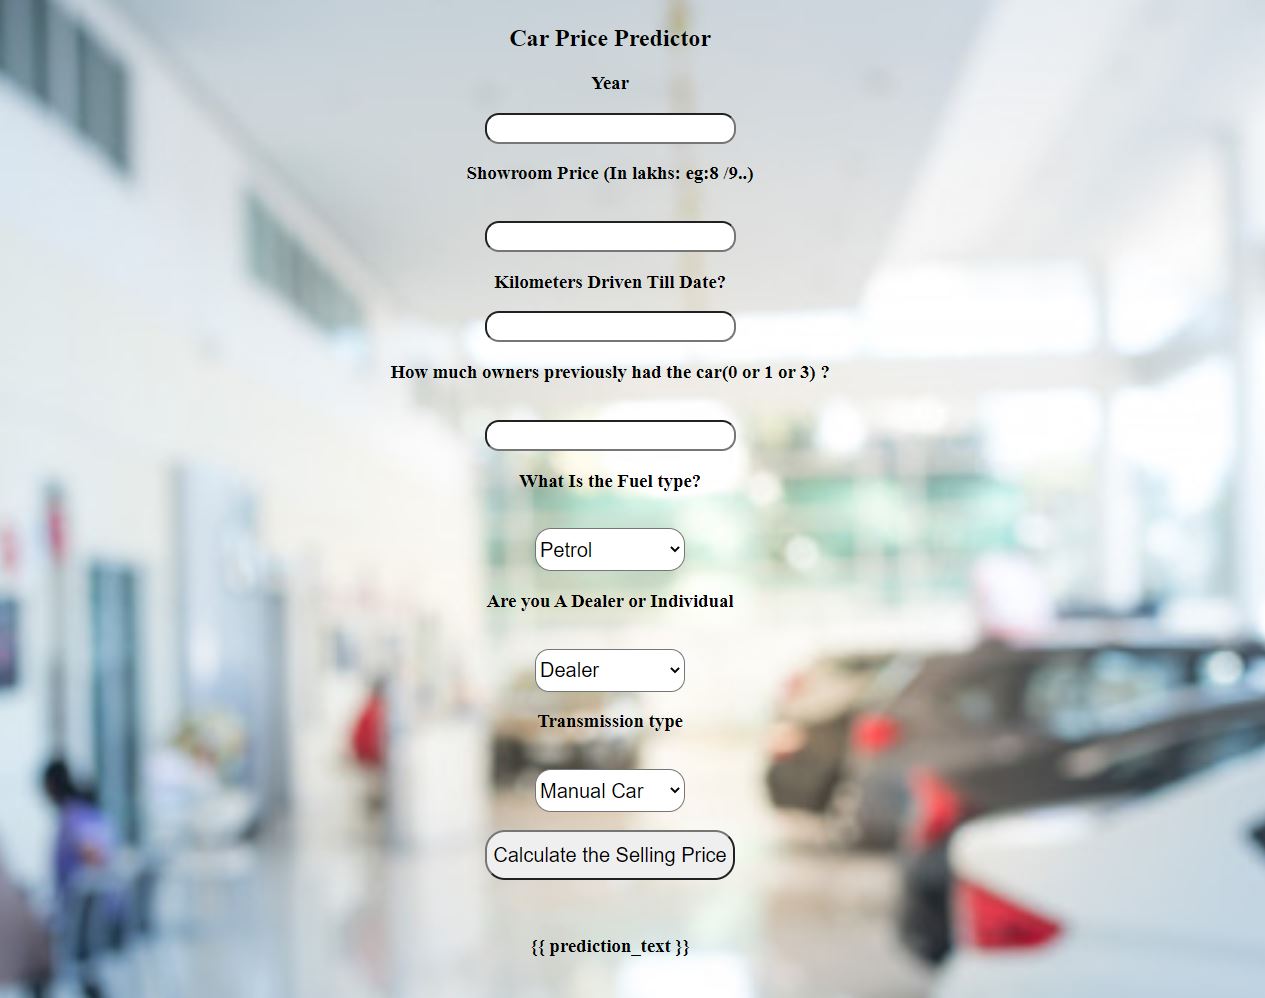 Car Price Predictor
Year
Showroom Price (In lakhs: eg:8 /9..)
Kilometers Driven Till Date?
How much owners previously had the car(0 or 1 or 3) ?
What Is the Fuel type?
Petrol
Are you A Dealer or Individual
Dealer
Transmission type
Manual Car
Calculate the Selling Price
{{ prediction_text }}